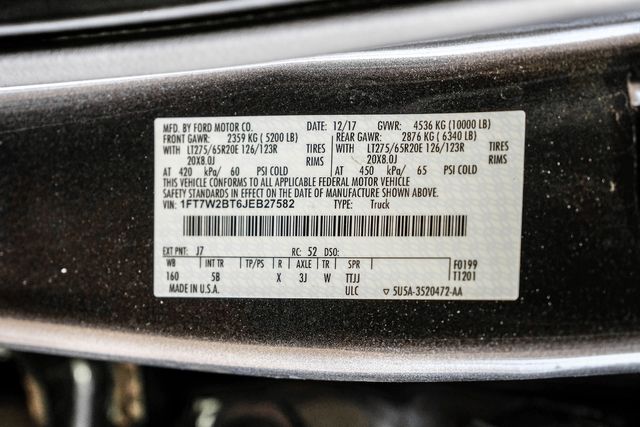 MFD. BY FORD MOTOR CO. DATE: 12/17 GVWR: 4536 KG (10000 LB)
FRONT GAWR: 2359 KG ( 5200 LB) REAR GAWR: 2876 KG ( 6340 LB)
WITH LT275/65R20E 126/123R TIRES WITH LT275/65R20E 126/123R TIRES
20X8.0J RIMS 20X8.0J RIMS
AT 420 kPa/ 60 PSI COLD AT 450 kPa/ 65 PSI COLD
THIS VEHICLE CONFORMS TO ALL APPLICABLE FEDERAL MOTOR VEHICLE
SAFETY STANDARDS IN EFFECT ON THE DATE OF MANUFACTURE SHOWN ABOVE.
VIN: 1FT7W2BT6JEB27582 TYPE: Truck
EXT PNT: J7 RC: 52 DSO:
WB INT TR TP/PS R AXLE TR SPR F0199
160 5B X 3J W TTJJ T1201
MADE IN U.S.A. ULC ▽ 5U5A-3520472-AA